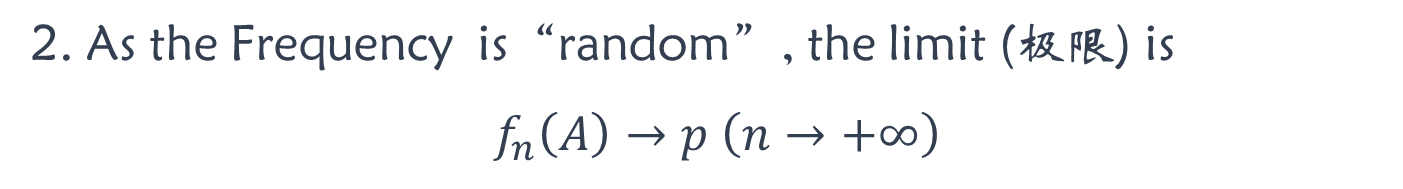 2. As the Frequency is “random”, the limit (极限) is
fₙ(A) → p (n → +∞)